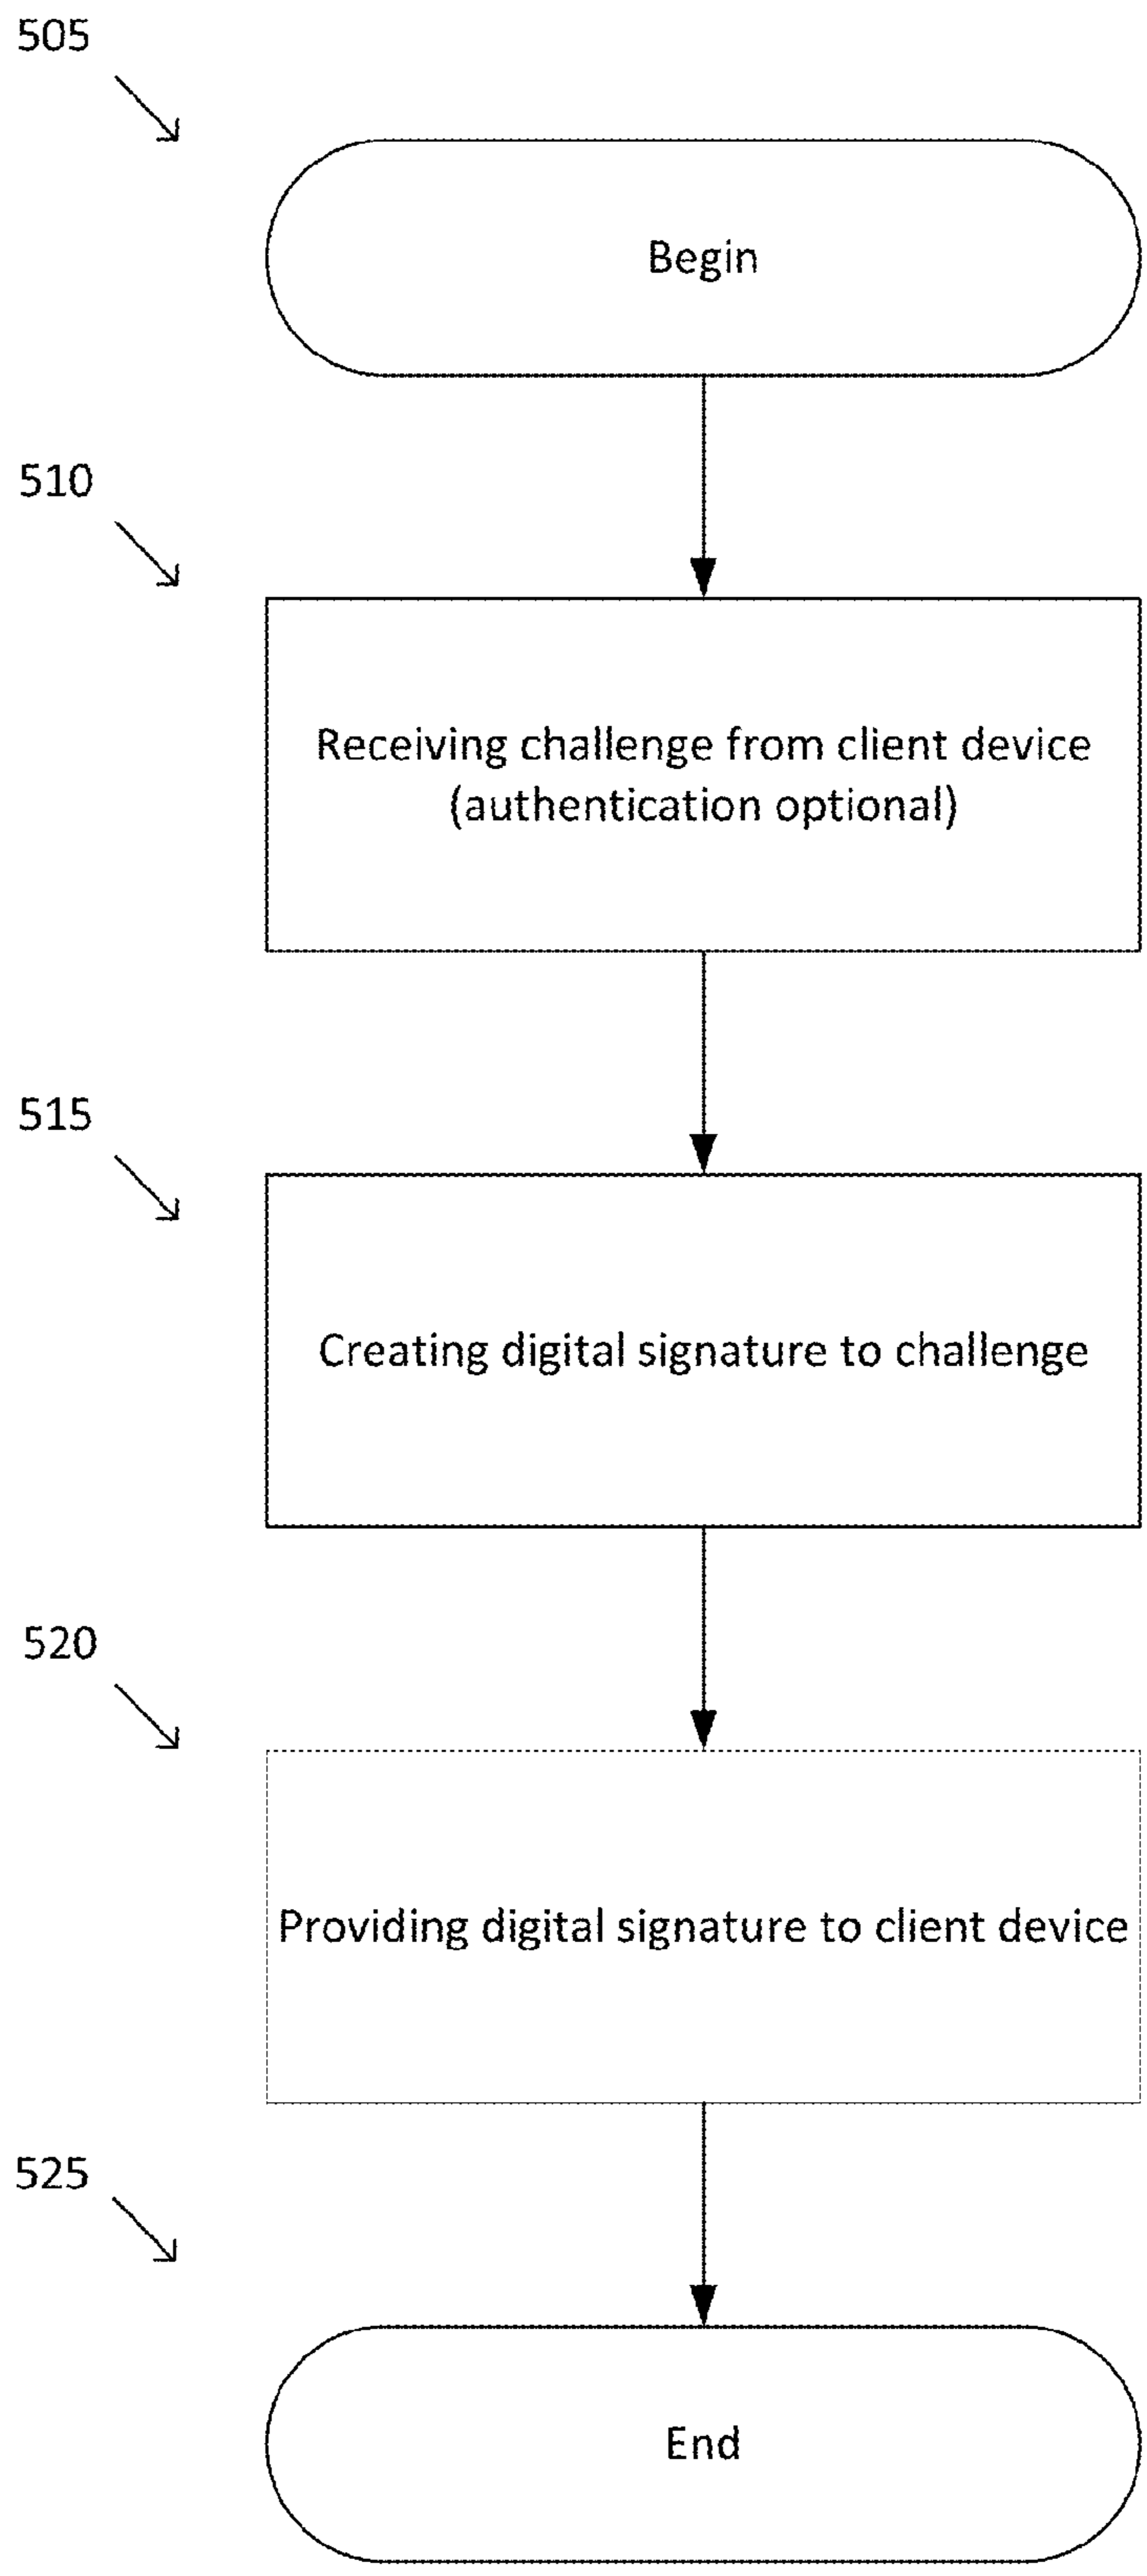 505
Begin
510
Receiving challenge from client device
(authentication optional)
515
Creating digital signature to challenge
520
Providing digital signature to client device
525
End